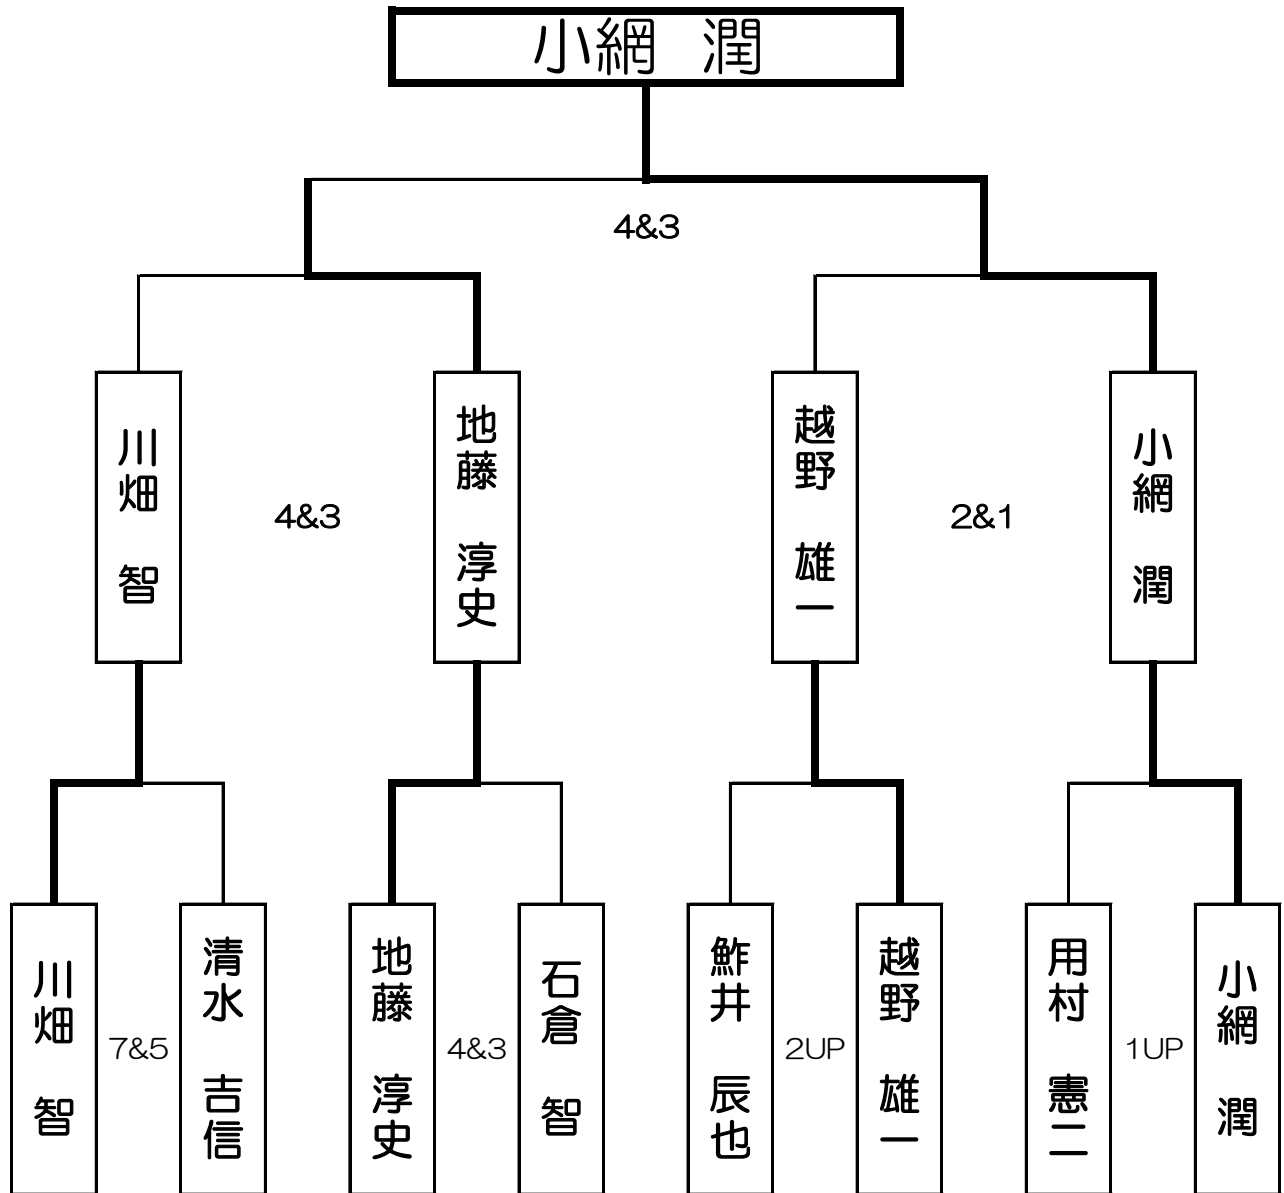 小網　潤
4&3
川畑　智
4&3
地藤　淳史
越野　雄一
2&1
小網　潤
川畑　智
7&5
清水　吉信
地藤　淳史
4&3
石倉　智
鮓井　辰也
2UP
越野　雄一
用村　憲二
1UP
小網　潤